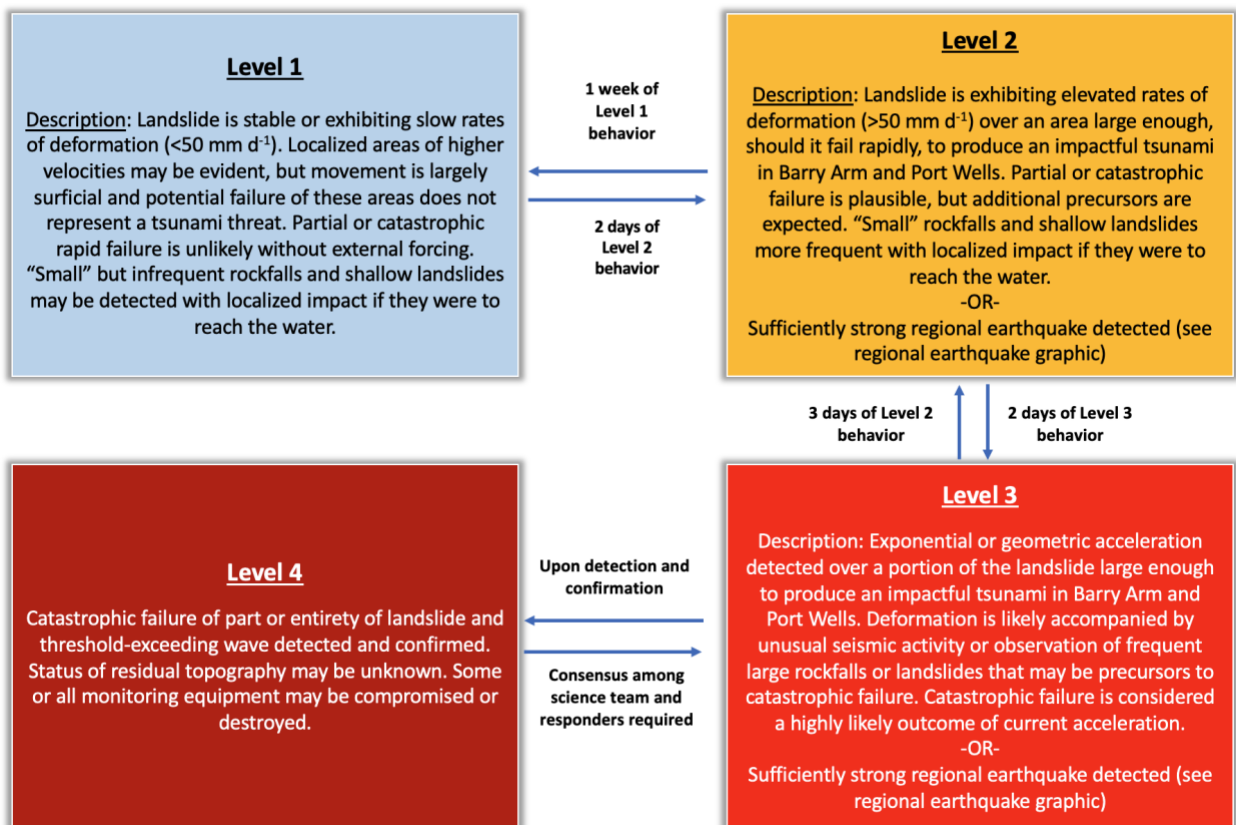 Level 1
Description: Landslide is stable or exhibiting slow rates
of deformation (<50 mm d⁻¹). Localized areas of higher
velocities may be evident, but movement is largely
surficial and potential failure of these areas does not
represent a tsunami threat. Partial or catastrophic
rapid failure is unlikely without external forcing.
“Small” but infrequent rockfalls and shallow landslides
may be detected with localized impact if they were to
reach the water.
1 week of
Level 1
behavior
2 days of
Level 2
behavior
Level 2
Description: Landslide is exhibiting elevated rates of
deformation (>50 mm d⁻¹) over an area large enough,
should it fail rapidly, to produce an impactful tsunami
in Barry Arm and Port Wells. Partial or catastrophic
failure is plausible, but additional precursors are
expected. “Small” rockfalls and shallow landslides
more frequent with localized impact if they were to
reach the water.
-OR-
Sufficiently strong regional earthquake detected (see
regional earthquake graphic)
3 days of Level 2
behavior
2 days of Level 3
behavior
Level 3
Description: Exponential or geometric acceleration
detected over a portion of the landslide large enough
to produce an impactful tsunami in Barry Arm and
Port Wells. Deformation is likely accompanied by
unusual seismic activity or observation of frequent
large rockfalls or landslides that may be precursors to
catastrophic failure. Catastrophic failure is considered
a highly likely outcome of current acceleration.
-OR-
Sufficiently strong regional earthquake detected (see
regional earthquake graphic)
Upon detection and
confirmation
Consensus among
science team and
responders required
Level 4
Catastrophic failure of part or entirety of landslide and
threshold-exceeding wave detected and confirmed.
Status of residual topography may be unknown. Some
or all monitoring equipment may be compromised or
destroyed.